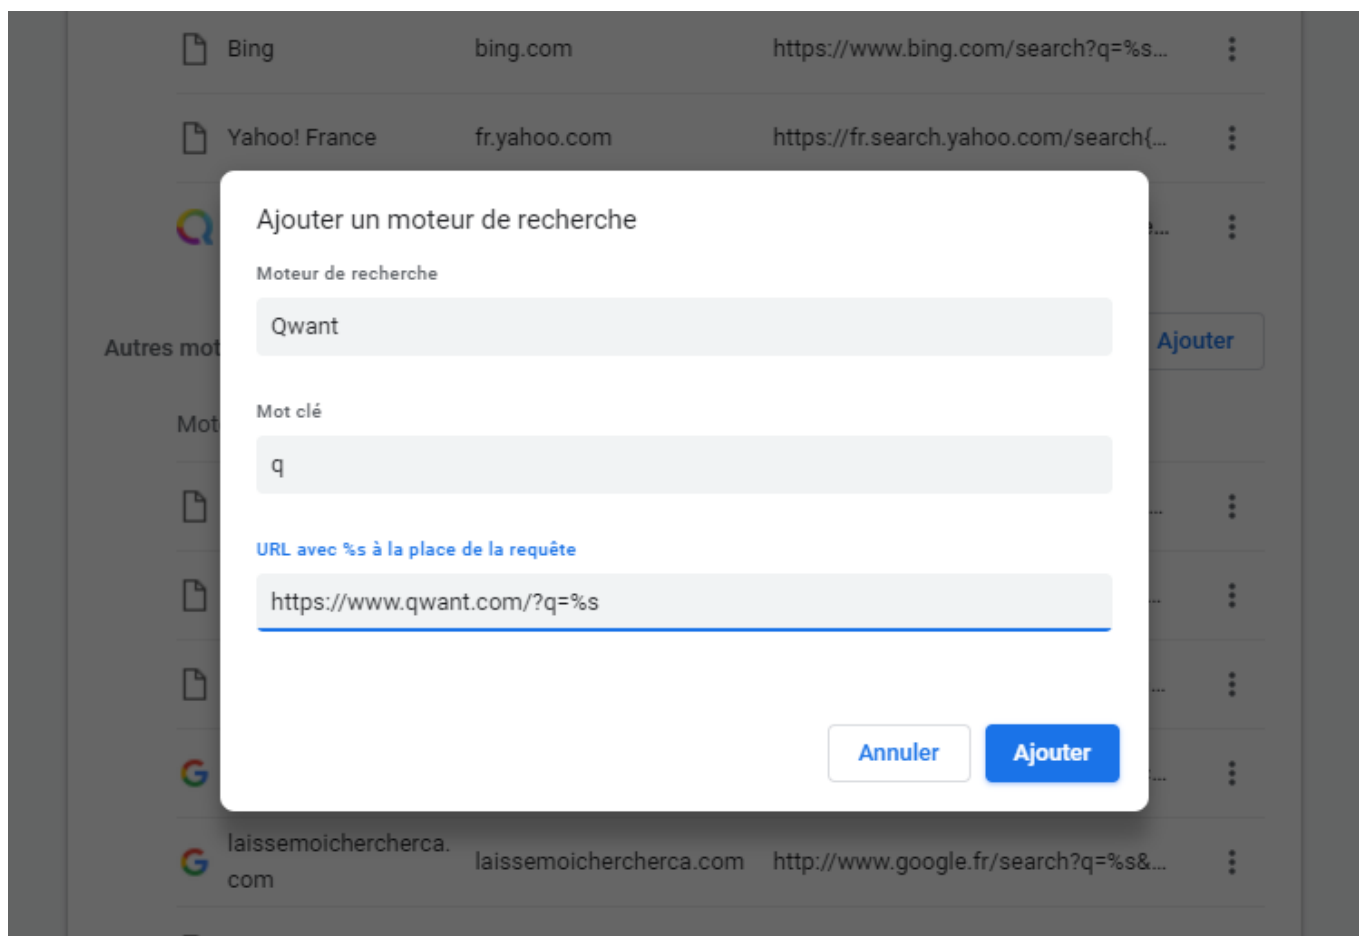 Bing bing.com https://www.bing.com/search?q=%s...
Yahoo! France fr.yahoo.com https://fr.search.yahoo.com/search{...
Ajouter un moteur de recherche
Moteur de recherche
Qwant
Autres mot
Ajouter
Mot clé
Mot
q
URL avec %s à la place de la requête
https://www.qwant.com/?q=%s
Annuler Ajouter
laissemoichercherca.
com
laissemoichercherca.com http://www.google.fr/search?q=%s&...